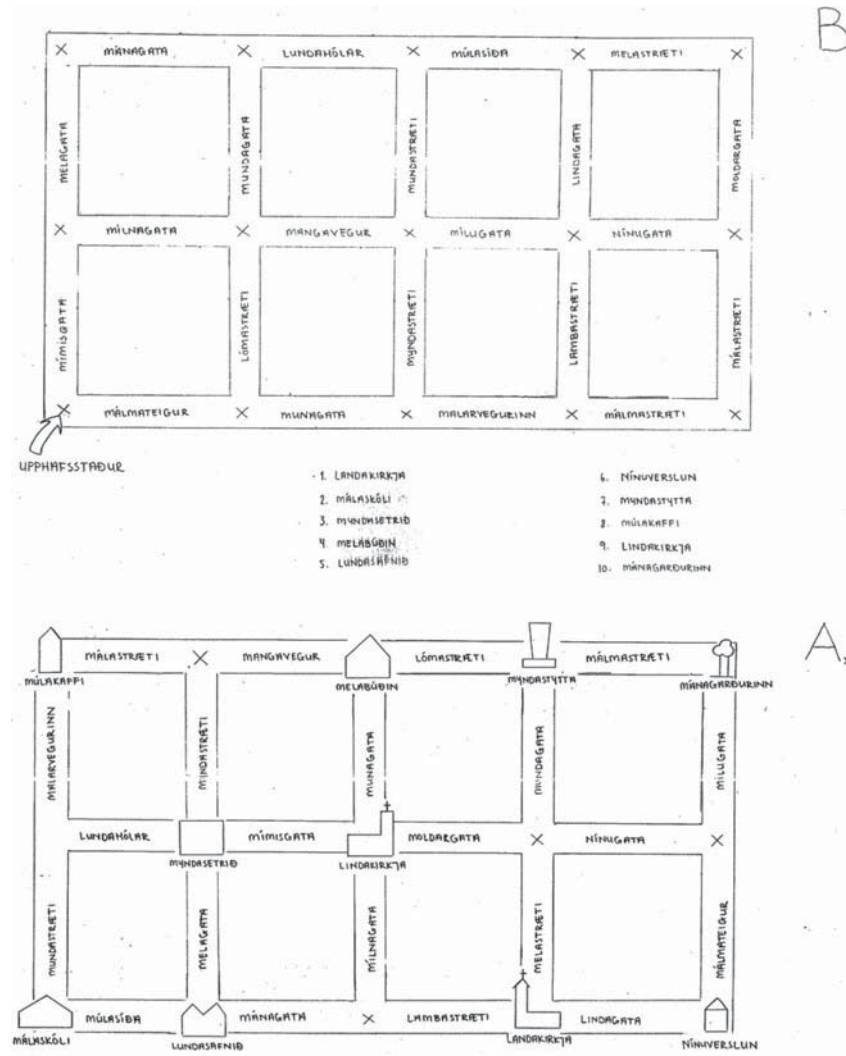 B
MÁNAGATA LUNDAHÓLAR MÚLASÍÐA MELASTRÆTI
MELAGATA
MUNDAGATA
MUNDASTRÆTI
LINDAGATA
MOLDARGATA
MÍLNAGATA MANGAVEGUR MÍLUGATA NÍNUGATA
MÍMISGATA
LÓMASTRÆTI
MYNDASTRÆTI
LAMBASTRÆTI
MÁLASTRÆTI
MÁLMATEIGUR MUNAGATA MALARVEGURINN MÁLMASTRÆTI
UPPHAFSSTAÐUR
1. LANDAKIRKJA
2. MÁLASKÓLI
3. MYNDASETRIÐ
4. MELABÚÐIN
5. LUNDASAFNIÐ
6. NÍNUVERSLUN
7. MYNDASTYTTA
8. MÚLAKAFFI
9. LINDAKIRKJA
10. MÁNAGARÐURINN
A.
MÁLASTRÆTI MANGAVEGUR LÓMASTRÆTI MÁLMASTRÆTI
MÚLAKAFFI MELABÚÐIN MYNDASTYTTA MÁNAGARÐURINN
MALARVEGURINN
MINDASTRÆTI
MUNAGATA
MUNDAGATA
MÍLUGATA
LUNDAHÓLAR MÍMISGATA MOLDARGATA NÍNUGATA
MYNDASETRIÐ LINDAKIRKJA
MUNDASTRÆTI
MELAGATA
MÍLNAGATA
MELASTRÆTI
MÁLMATEIGUR
MÚLASÍÐA MÁNAGATA LAMBASTRÆTI LINDAGATA
MÁLASKÓLI LUNDASAFNIÐ LANDAKIRKJA NÍNUVERSLUN